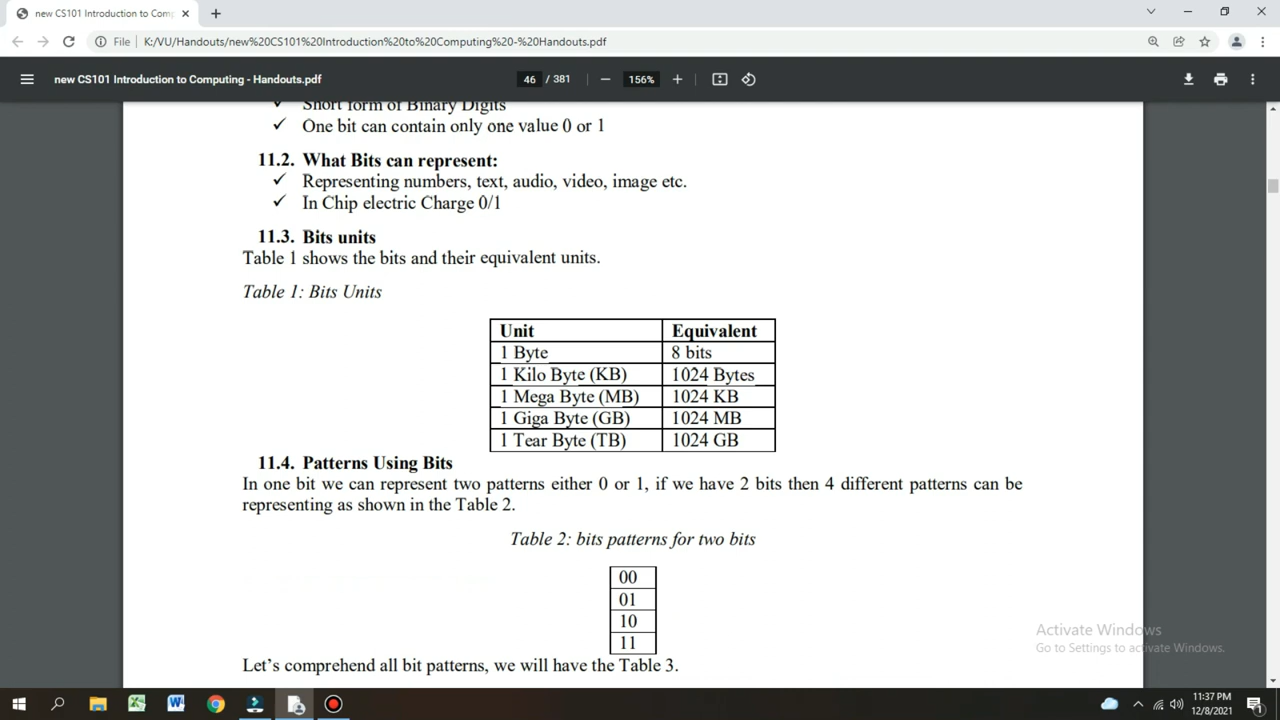 new CS101 Introduction to Comp
File K:/VU/Handouts/new%20CS101%20Introduction%20to%20Computing%20-%20Handouts.pdf
new CS101 Introduction to Computing - Handouts.pdf 46 / 381 156%
Short form of Binary Digits
One bit can contain only one value 0 or 1
11.2. What Bits can represent:
Representing numbers, text, audio, video, image etc.
In Chip electric Charge 0/1
11.3. Bits units
Table 1 shows the bits and their equivalent units.
Table 1: Bits Units
Unit Equivalent
1 Byte 8 bits
1 Kilo Byte (KB) 1024 Bytes
1 Mega Byte (MB) 1024 KB
1 Giga Byte (GB) 1024 MB
1 Tear Byte (TB) 1024 GB
11.4. Patterns Using Bits
In one bit we can represent two patterns either 0 or 1, if we have 2 bits then 4 different patterns can be
representing as shown in the Table 2.
Table 2: bits patterns for two bits
00
01
10
11
Let's comprehend all bit patterns, we will have the Table 3.
Activate Windows
Go to Settings to activate Windows.
11:37 PM
12/8/2021